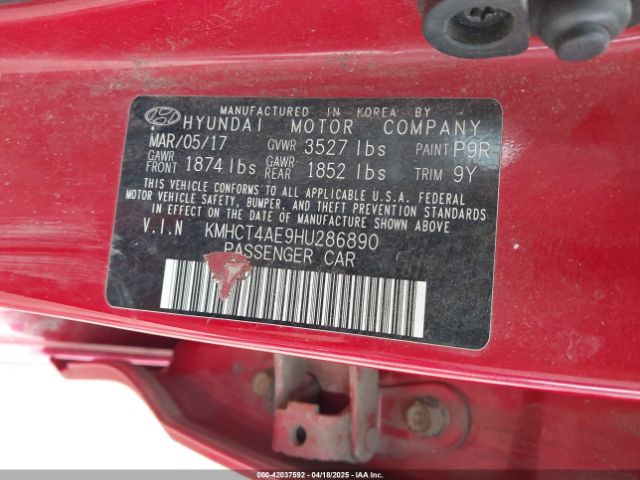 MANUFACTURED IN KOREA BY
HYUNDAI MOTOR COMPANY
MAR/05/17 GVWR 3527 lbs PAINT P9R
GAWR FRONT 1874 lbs GAWR REAR 1852 lbs TRIM 9Y
THIS VEHICLE CONFORMS TO ALL APPLICABLE U.S.A. FEDERAL
MOTOR VEHICLE SAFETY, BUMPER, AND THEFT PREVENTION STANDARDS
IN EFFECT ON THE DATE OF MANUFACTURE SHOWN ABOVE
V.I.N KMHCT4AE9HU286890
PASSENGER CAR
000-42037592 - 04/18/2025 - IAAI.COM